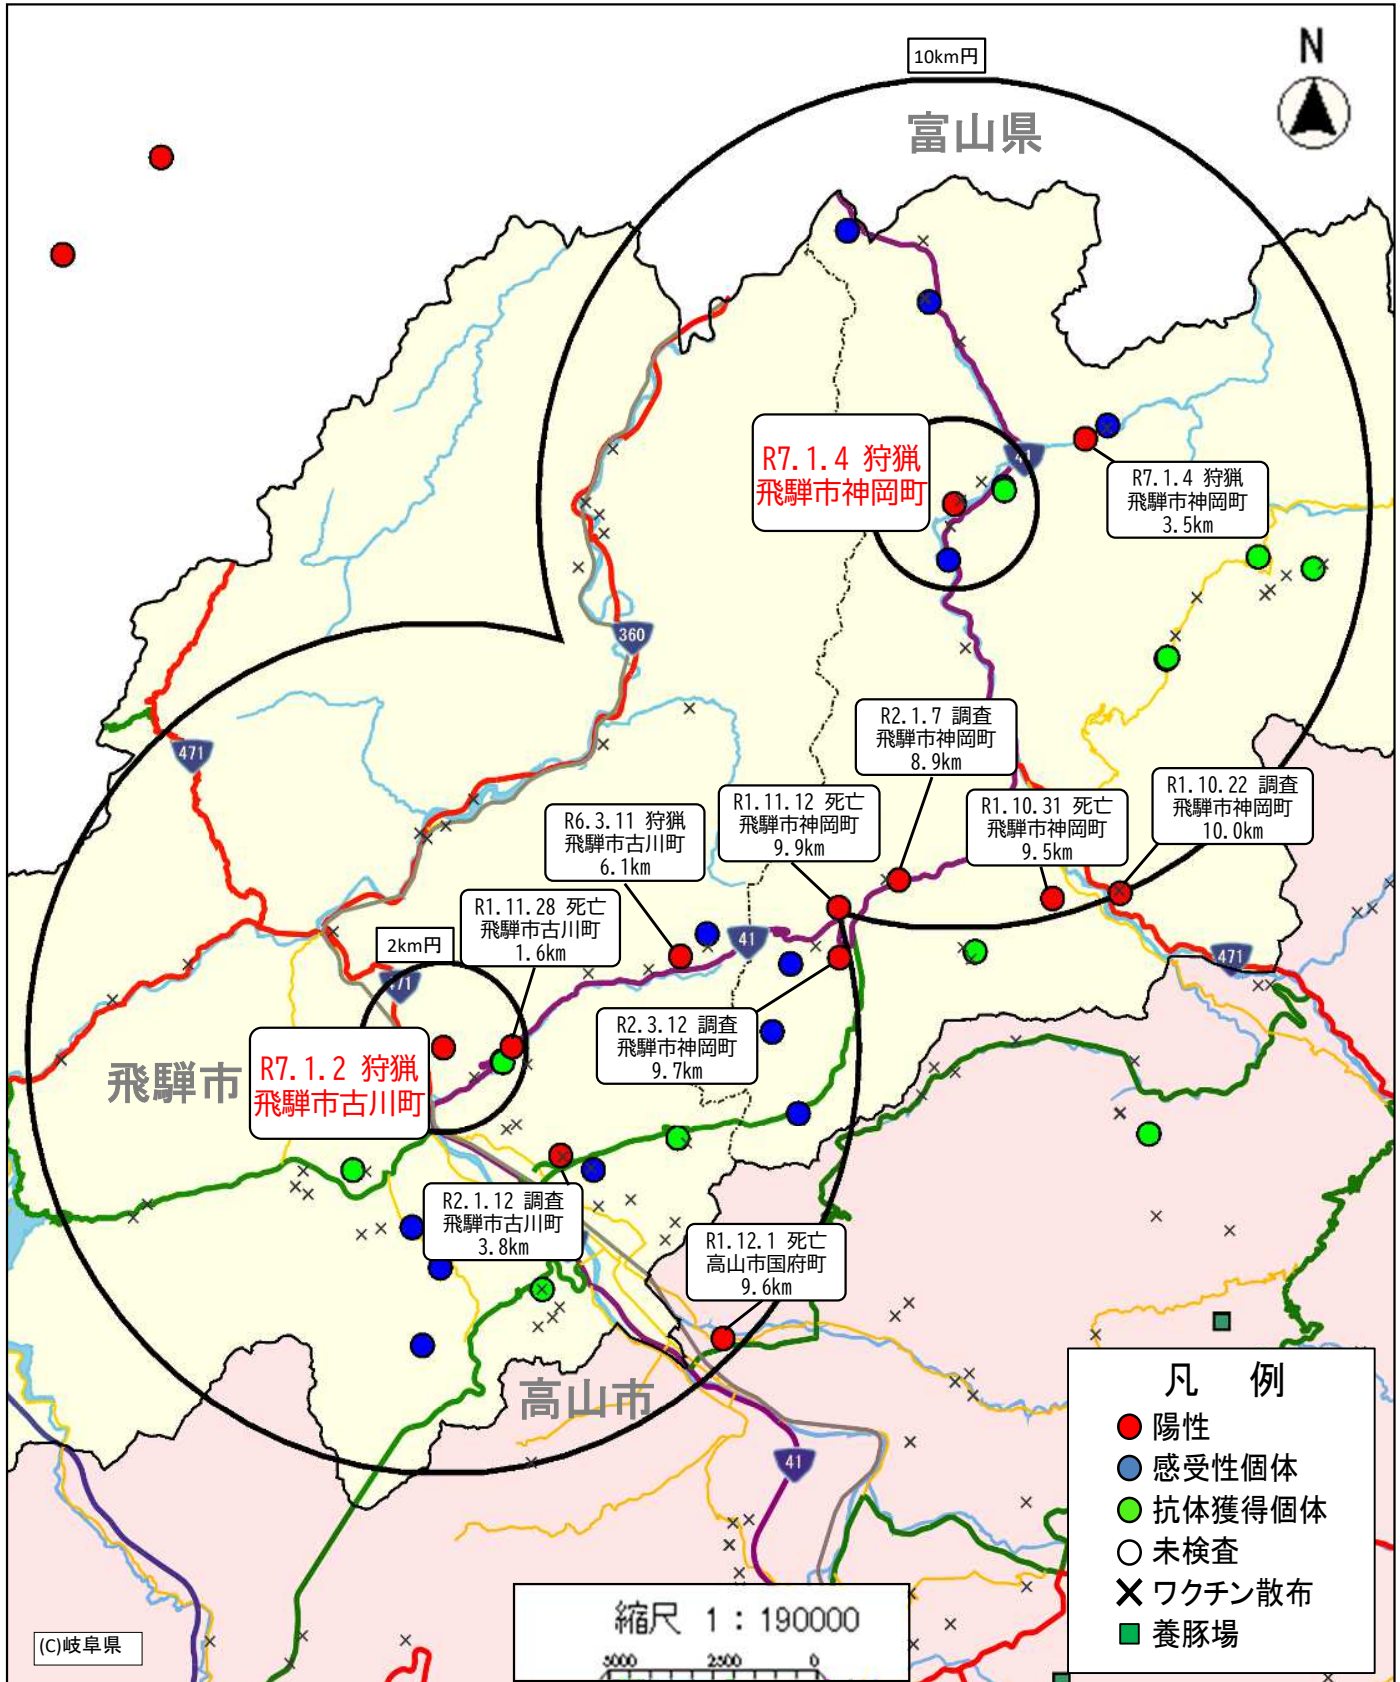 10km円
N
富山県
R7.1.4 狩猟
飛騨市神岡町
41
R7.1.4 狩猟
飛騨市神岡町
3.5km
360
471
R2.1.7 調査
飛騨市神岡町
8.9km
R1.10.22 調査
飛騨市神岡町
10.0km
R1.11.12 死亡
飛騨市神岡町
9.9km
R1.10.31 死亡
飛騨市神岡町
9.5km
R6.3.11 狩猟
飛騨市古川町
6.1km
R1.11.28 死亡
飛騨市古川町
1.6km
2km円
41
471
471
R2.3.12 調査
飛騨市神岡町
9.7km
飛騨市
R7.1.2 狩猟
飛騨市古川町
R2.1.12 調査
飛騨市古川町
3.8km
R1.12.1 死亡
高山市国府町
9.6km
高山市
41
凡 例
陽性
感受性個体
抗体獲得個体
未検査
ワクチン散布
養豚場
縮尺 1：190000
5000 2500 0
(C)岐阜県